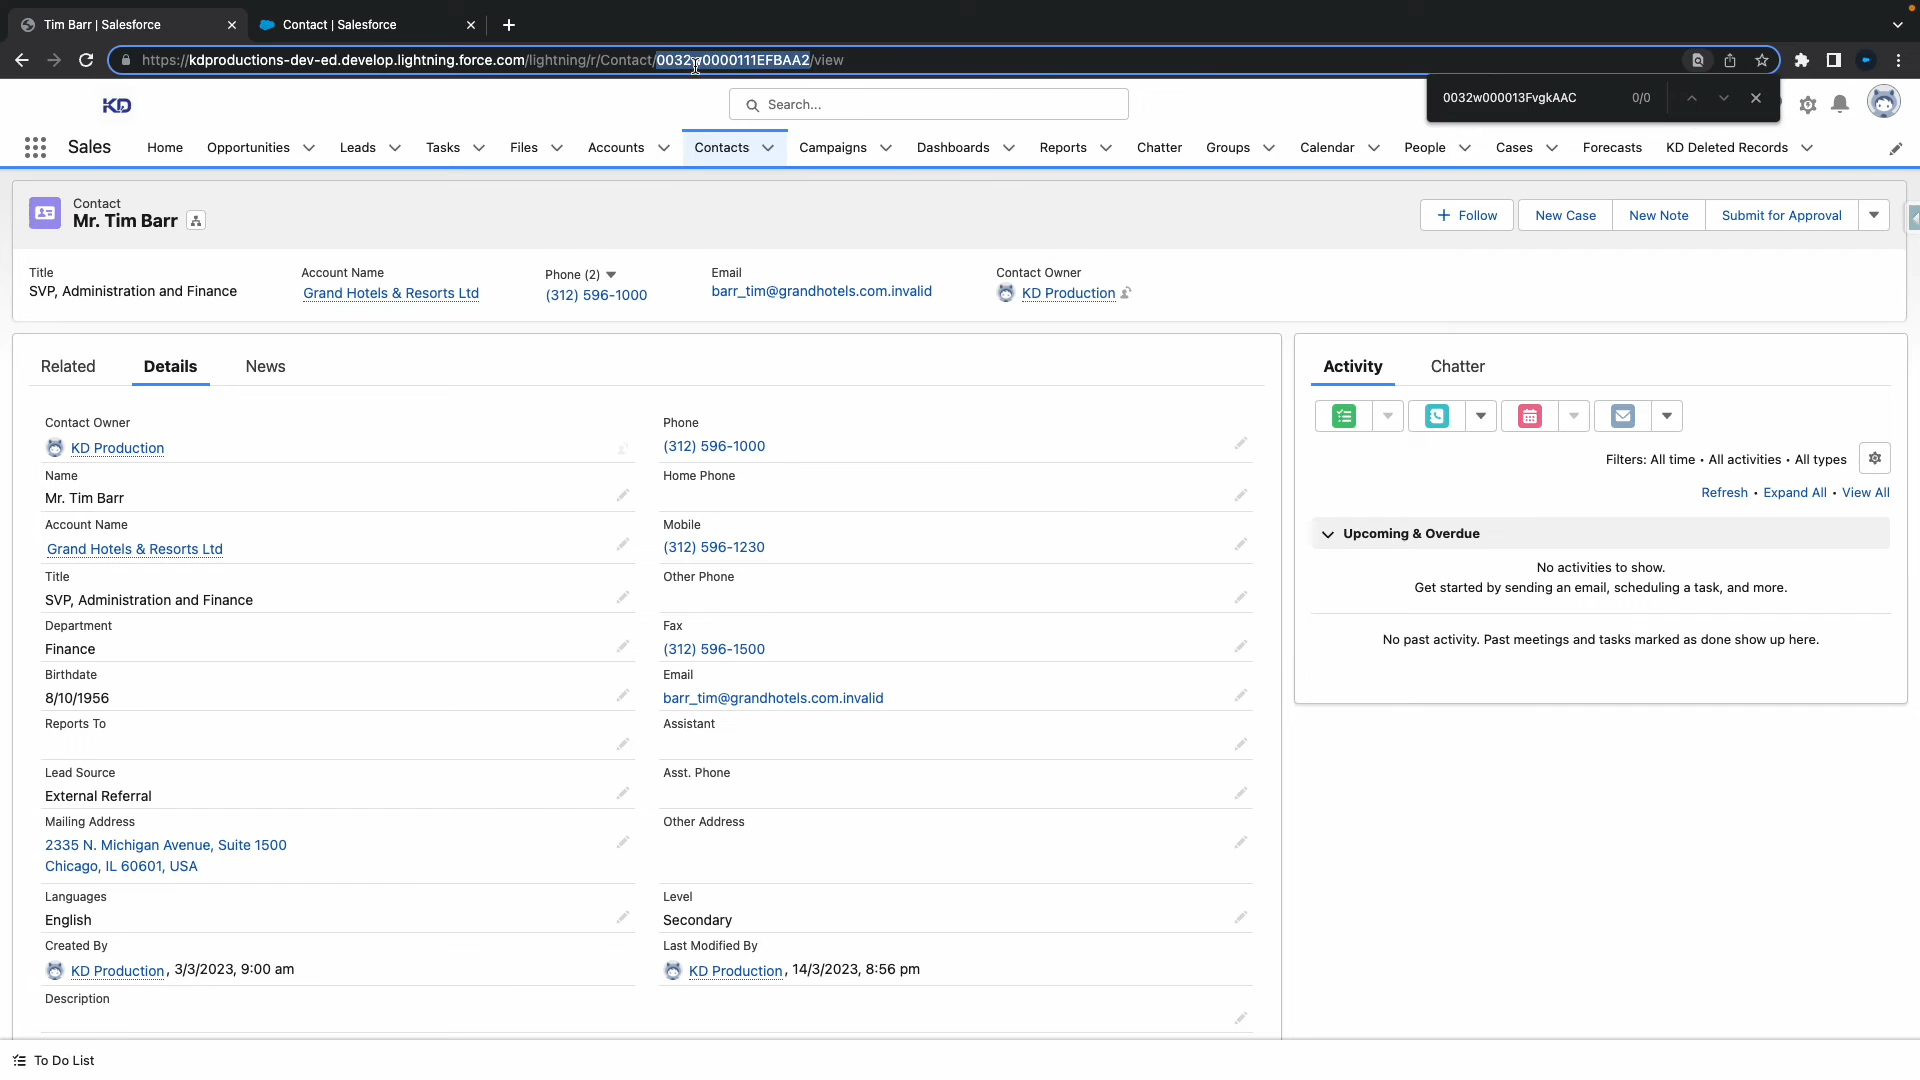 Tim Barr | Salesforce
Contact | Salesforce
https://kdproductions-dev-ed.develop.lightning.force.com/lightning/r/Contact/0032w0000111EFBAA2/view
0032w000013FvgkAAC 0/0
KD
Search...
Sales Home Opportunities Leads Tasks Files Accounts Contacts Campaigns Dashboards Reports Chatter Groups Calendar People Cases Forecasts KD Deleted Records
Contact
Mr. Tim Barr
Follow New Case New Note Submit for Approval
Title
SVP, Administration and Finance
Account Name
Grand Hotels & Resorts Ltd
Phone (2)
(312) 596-1000
Email
barr_tim@grandhotels.com.invalid
Contact Owner
KD Production
Related Details News
Contact Owner
KD Production
Name
Mr. Tim Barr
Account Name
Grand Hotels & Resorts Ltd
Title
SVP, Administration and Finance
Department
Finance
Birthdate
8/10/1956
Reports To
Lead Source
External Referral
Mailing Address
2335 N. Michigan Avenue, Suite 1500
Chicago, IL 60601, USA
Languages
English
Created By
KD Production, 3/3/2023, 9:00 am
Description
Phone
(312) 596-1000
Home Phone
Mobile
(312) 596-1230
Other Phone
Fax
(312) 596-1500
Email
barr_tim@grandhotels.com.invalid
Assistant
Asst. Phone
Other Address
Level
Secondary
Last Modified By
KD Production, 14/3/2023, 8:56 pm
Activity Chatter
Filters: All time • All activities • All types
Refresh • Expand All • View All
Upcoming & Overdue
No activities to show.
Get started by sending an email, scheduling a task, and more.
No past activity. Past meetings and tasks marked as done show up here.
To Do List